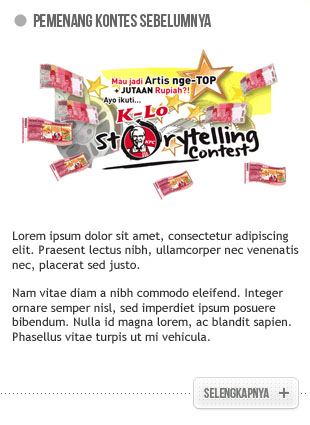 PEMENANG KONTES SEBELUMNYA
Mau jadi Artis nge-TOP
+ JUTAAN Rupiah?!
Ayo ikuti...
K-Lo
storytelling
KFC
Contest
Lorem ipsum dolor sit amet, consectetur adipiscing
elit. Praesent lectus nibh, ullamcorper nec venenatis
nec, placerat sed justo.
Nam vitae diam a nibh commodo eleifend. Integer
ornare semper nisl, sed imperdiet ipsum posuere
bibendum. Nulla id magna lorem, ac blandit sapien.
Phasellus vitae turpis ut mi vehicula.
SELENGKAPNYA +